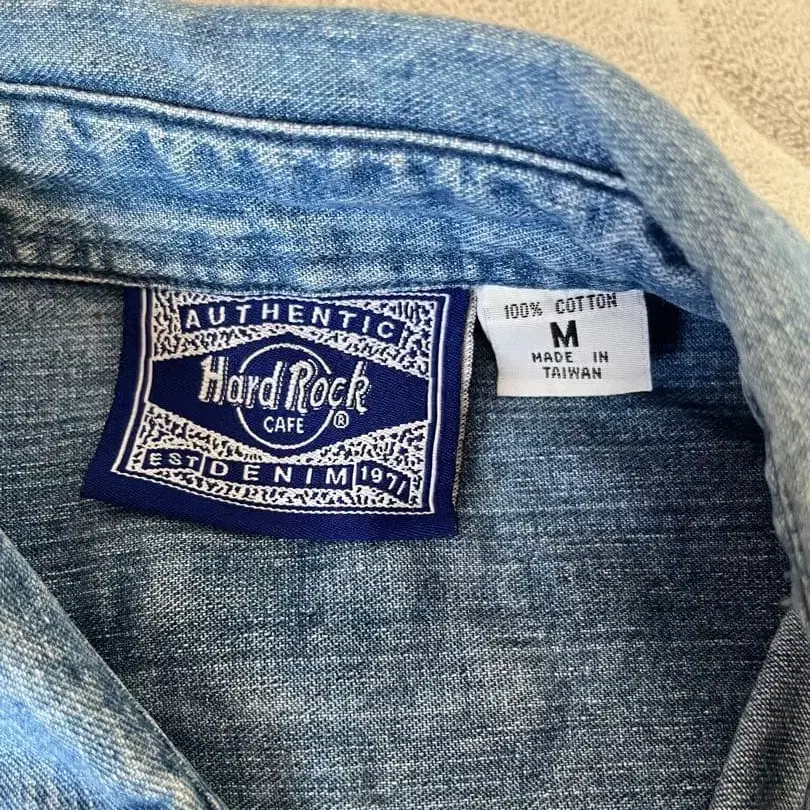 AUTHENTIC
Hard Rock
CAFE ®
EST DENIM 1971
100% COTTON
M
MADE IN
TAIWAN